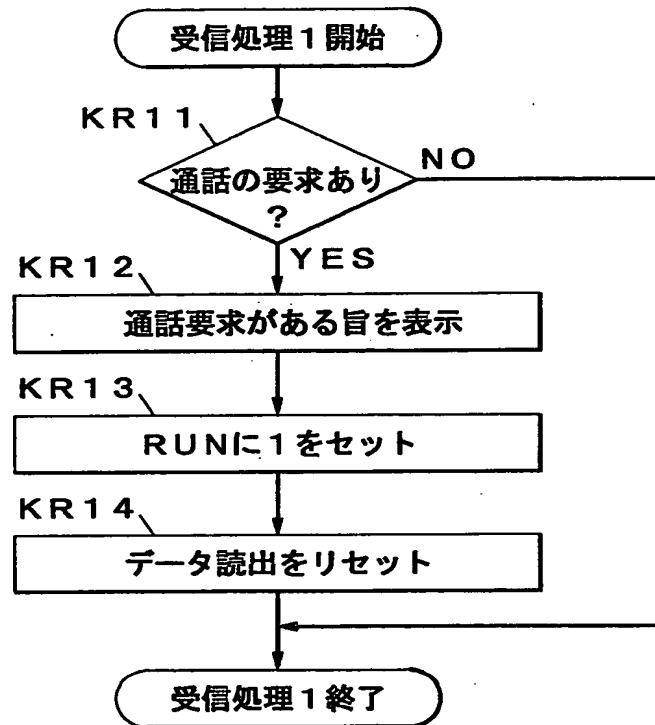 受信処理1開始
KR11
通話の要求あり
?
NO
YES
KR12
通話要求がある旨を表示
KR13
RUNに1をセット
KR14
データ読出をリセット
受信処理1終了